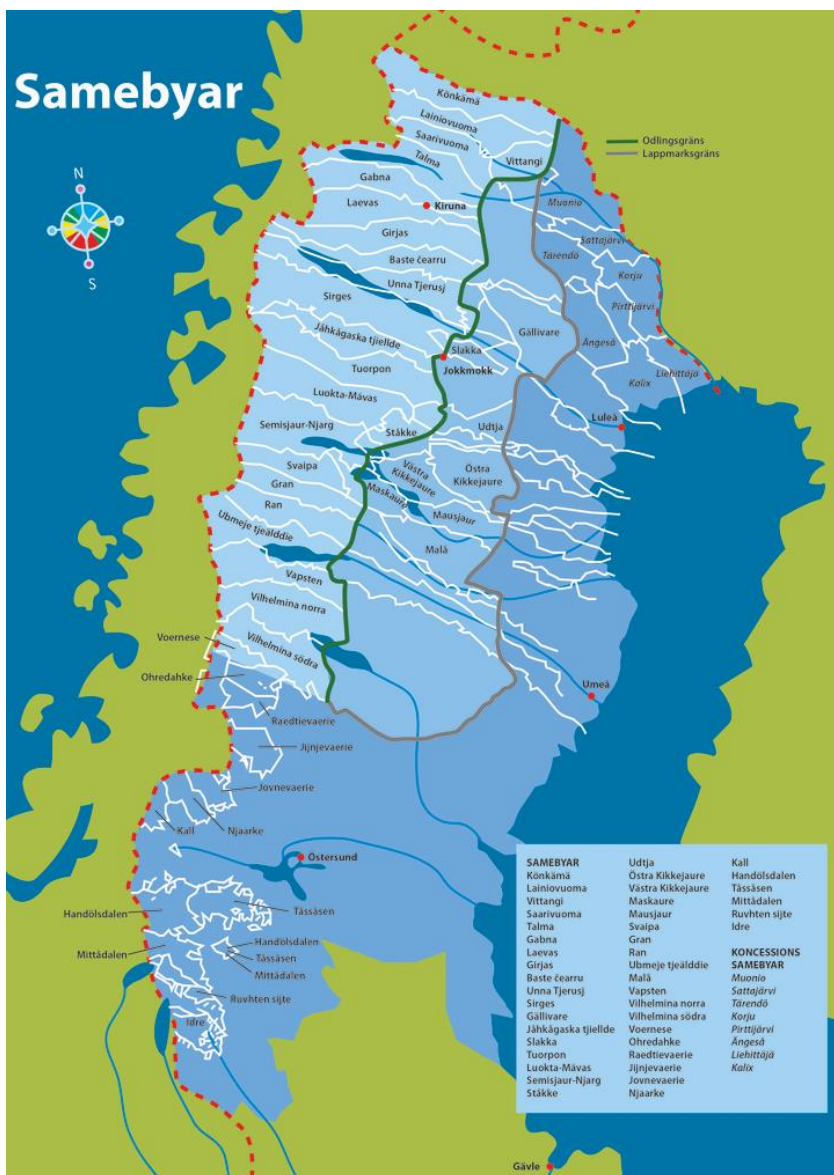 Samebyar
N
S
Odlingsgräns
Lappmarksgräns
Könkämä
Lainiovuoma
Saarivuoma
Talma
Vittangi
Gabna
Laevas
Kiruna
Muonio
Girjas
Sattajärvi
Baste čearru
Tärendö
Korju
Unna Tjerusj
Sirges
Pirttijärvi
Jåhkågaska tjiellde
Gällivare
Ängeså
Slakka
Jokkmokk
Tuorpon
Liehittäjä
Kalix
Luokta-Mávas
Luleå
Semisjaur-Njarg
Ståkke
Udtja
Svaipa
Västra
Kikkejaure
Östra
Kikkejaure
Gran
Maskaure
Ran
Mausjaur
Ubmeje tjeälddie
Malå
Vapsten
Vilhelmina norra
Voernese
Vilhelmina södra
Ohredahke
Umeå
Raedtievaerie
Jijnjevaerie
Jovnevaerie
Kall
Njaarke
Östersund
Handölsdalen
Tåssåsen
Mittådalen
Handölsdalen
Tåssåsen
Mittådalen
Ruvhten sijte
Idre
Gävle
SAMEBYAR
Könkämä
Lainiovuoma
Vittangi
Saarivuoma
Talma
Gabna
Laevas
Girjas
Baste čearru
Unna Tjerusj
Sirges
Gällivare
Jåhkågaska tjiellde
Slakka
Tuorpon
Luokta-Mávas
Semisjaur-Njarg
Ståkke
Udtja
Östra Kikkejaure
Västra Kikkejaure
Maskaure
Mausjaur
Svaipa
Gran
Ran
Ubmeje tjeälddie
Malå
Vapsten
Vilhelmina norra
Vilhelmina södra
Voernese
Ohredahke
Raedtievaerie
Jijnjevaerie
Jovnevaerie
Njaarke
Kall
Handölsdalen
Tåssåsen
Mittådalen
Ruvhten sijte
Idre
KONCESSIONS
SAMEBYAR
Muonio
Sattajärvi
Tärendö
Korju
Pirttijärvi
Ängeså
Liehittäjä
Kalix